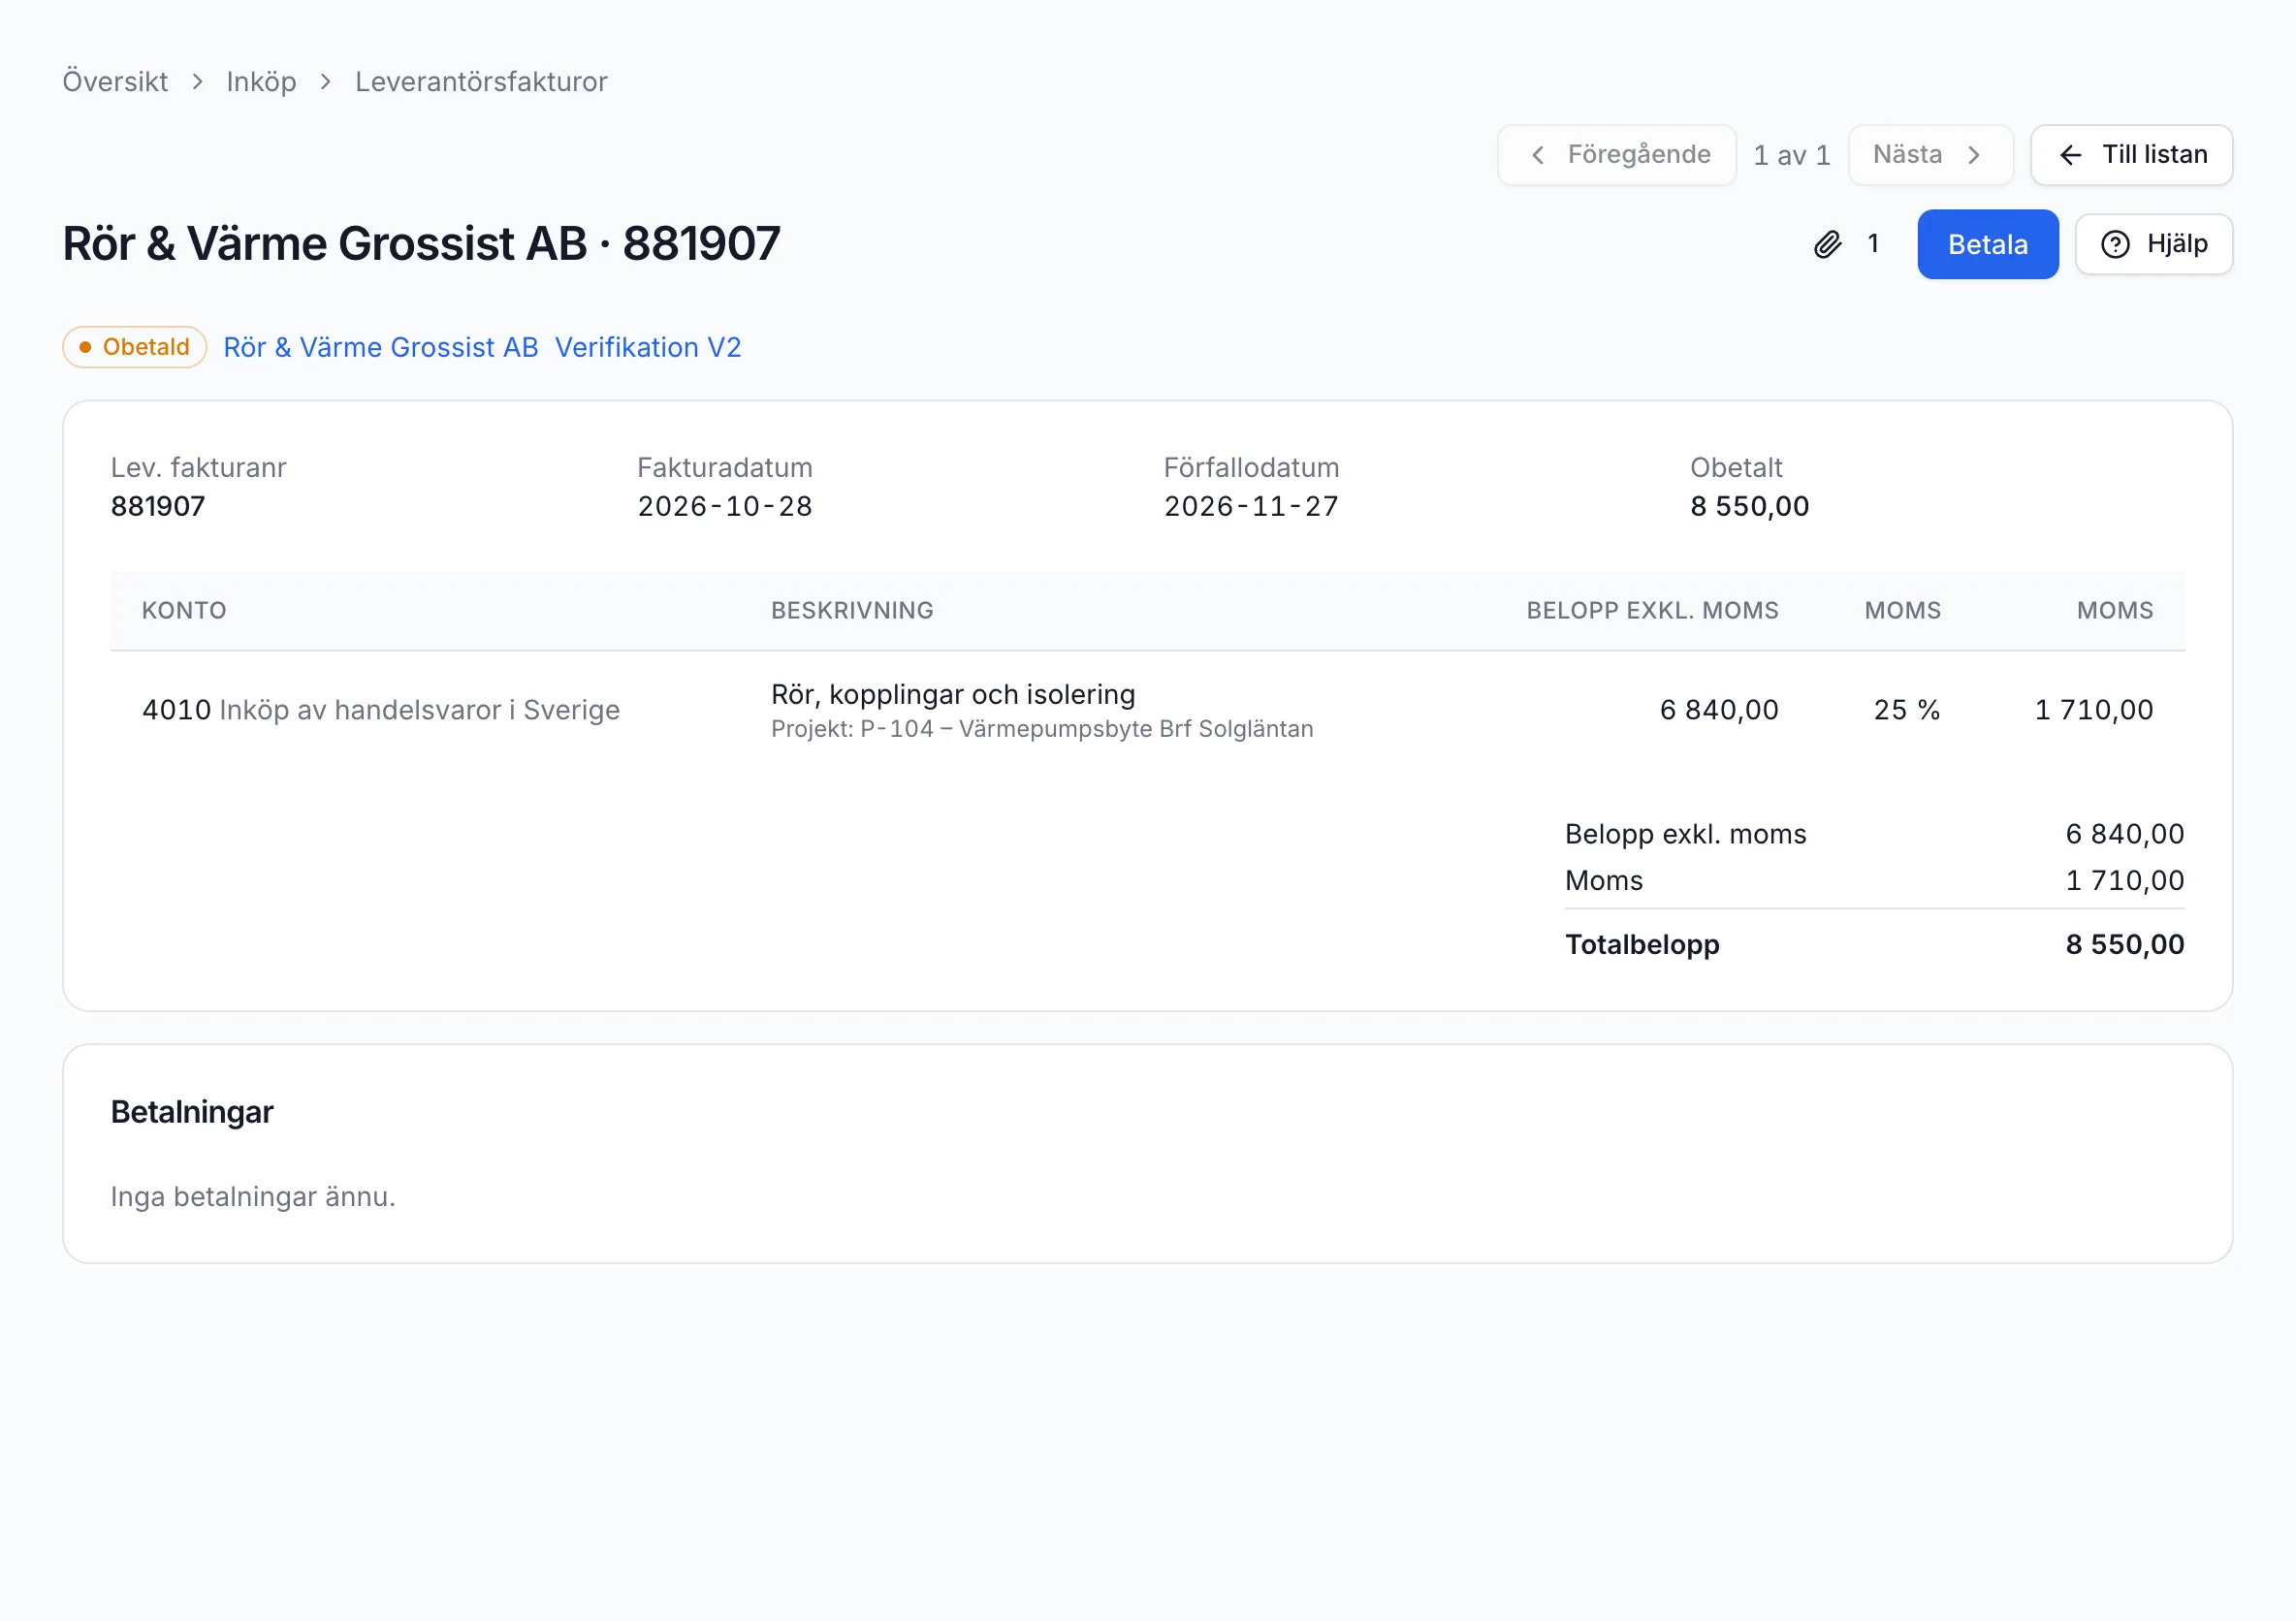 Översikt > Inköp > Leverantörsfakturor
Föregående 1 av 1 Nästa Till listan
Rör & Värme Grossist AB · 881907
1 Betala Hjälp
Obetald Rör & Värme Grossist AB Verifikation V2
Lev. fakturanr Fakturadatum Förfallodatum Obetalt
881907 2026-10-28 2026-11-27 8 550,00
KONTO BESKRIVNING BELOPP EXKL. MOMS MOMS MOMS
4010 Inköp av handelsvaror i Sverige Rör, kopplingar och isolering 6 840,00 25 % 1 710,00
Projekt: P-104 – Värmepumpsbyte Brf Solgläntan
Belopp exkl. moms 6 840,00
Moms 1 710,00
Totalbelopp 8 550,00
Betalningar
Inga betalningar ännu.